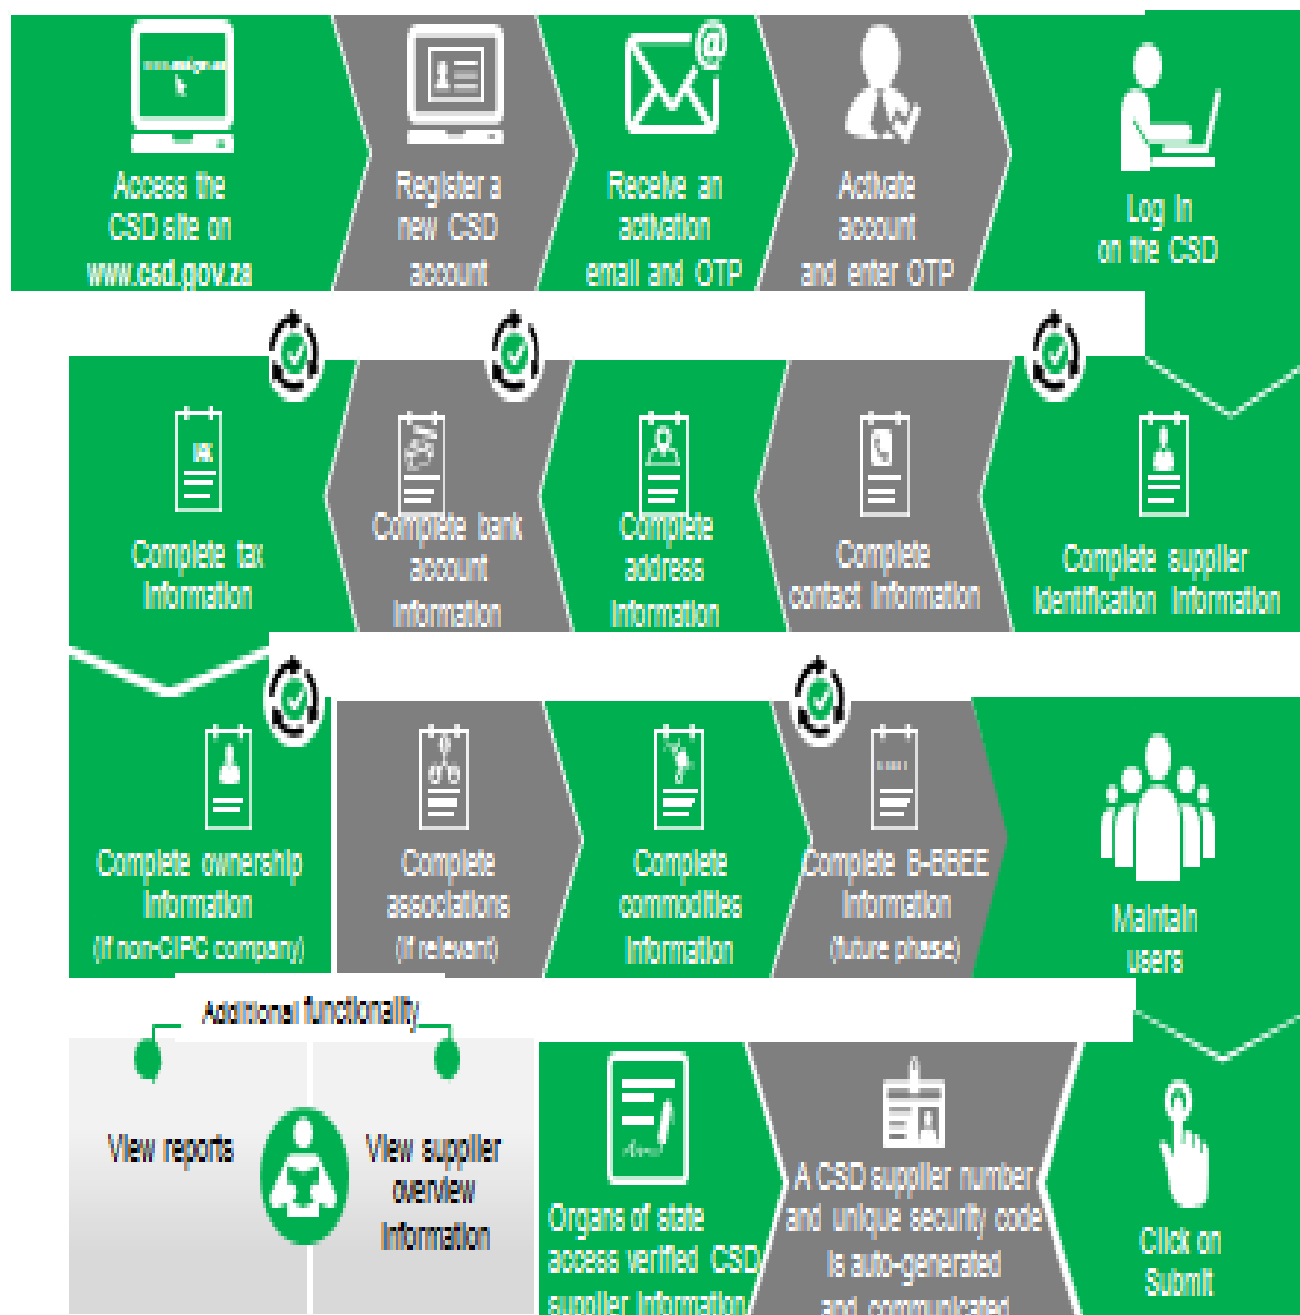 Access the
CSD site on
www.csd.gov.za
Register a
new CSD
account
Receive an
activation
email and OTP
Activate
account
and enter OTP
Log in
on the CSD
Complete supplier
identification information
Complete
contact information
Complete
address
information
Complete bank
account
information
TAX
Complete tax
information
Complete ownership
information
(if non-CIPC company)
Complete
associations
(if relevant)
Complete
commodities
information
Complete B-BBEE
information
(future phase)
Maintain
users
Click on
Submit
A CSD supplier number
and unique security code
is auto-generated
and communicated
Organs of state
access verified CSD
supplier information
Additional functionality
View reports
View supplier
overview
information